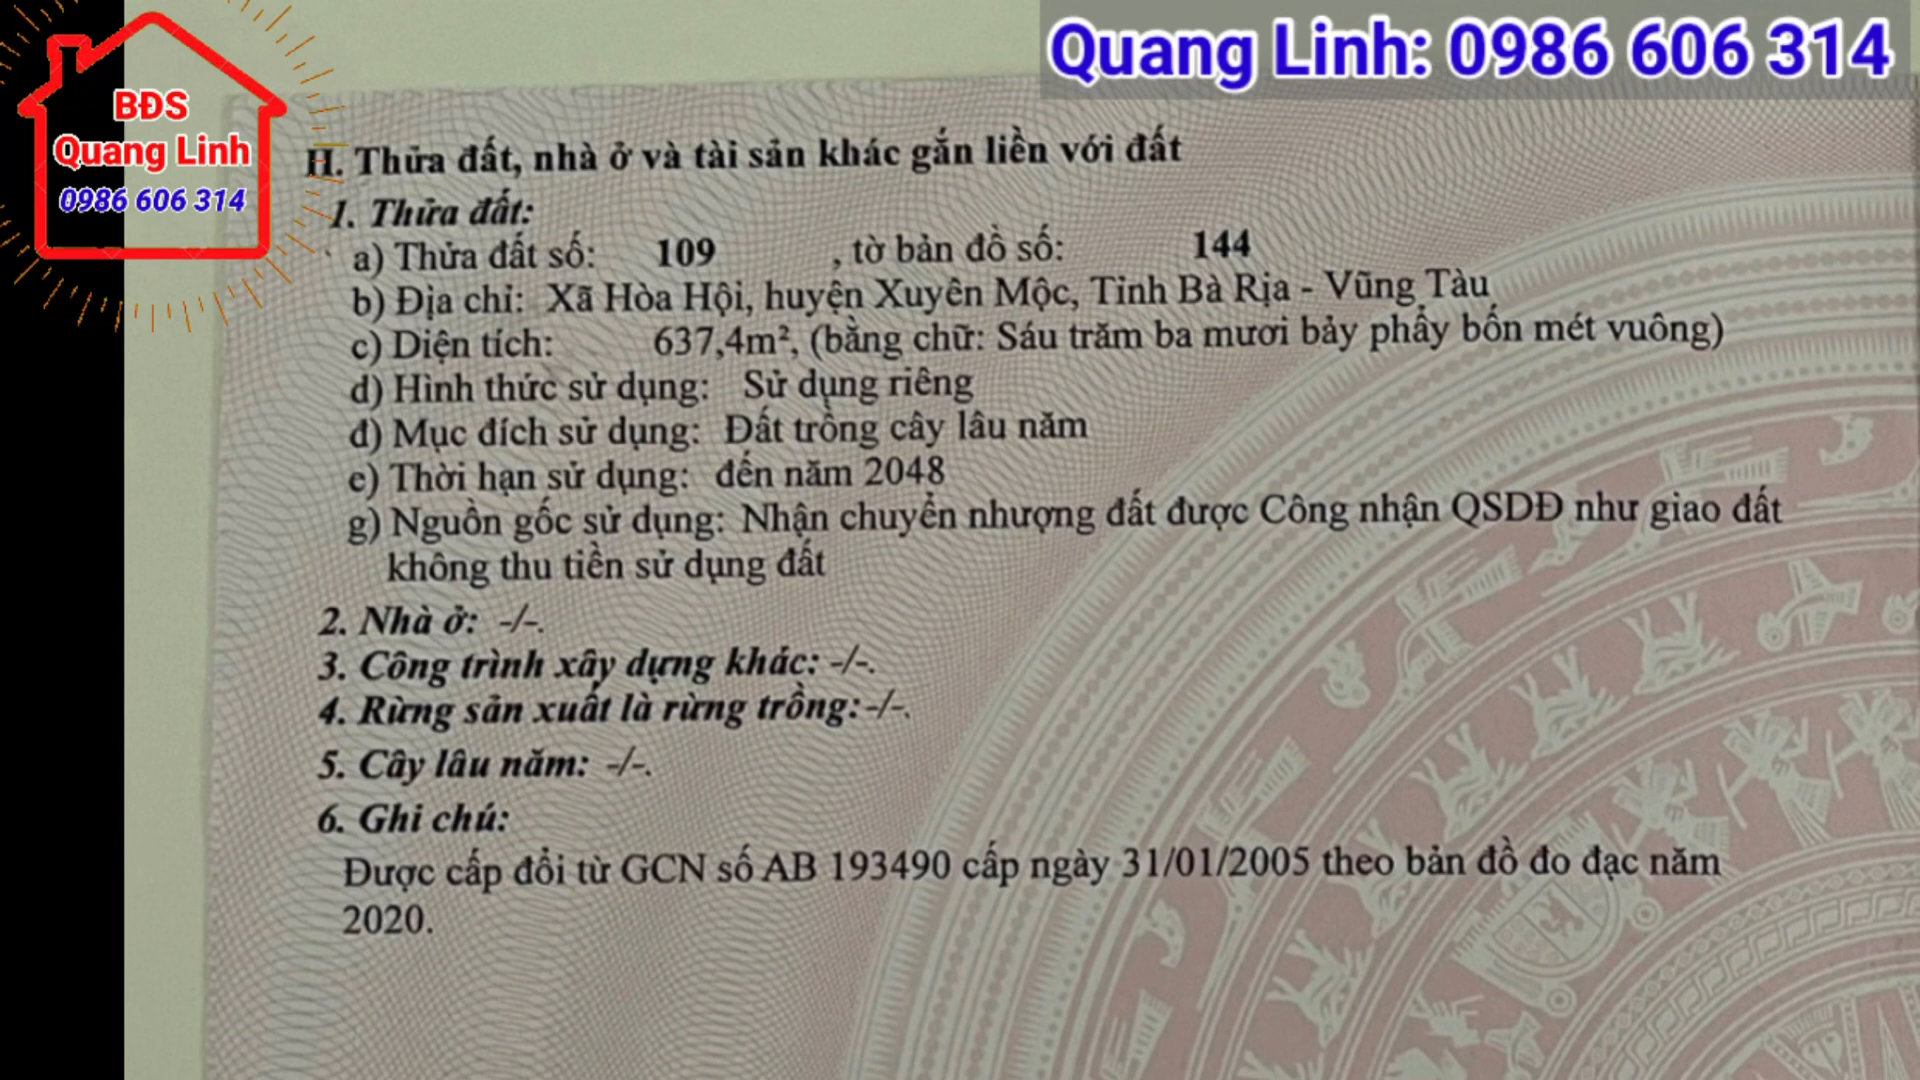 Quang Linh: 0986 606 314
BĐS
Quang Linh
0986 606 314
II. Thửa đất, nhà ở và tài sản khác gắn liền với đất
1. Thửa đất:
a) Thửa đất số: 109 , tờ bản đồ số: 144
b) Địa chỉ: Xã Hòa Hội, huyện Xuyên Mộc, Tỉnh Bà Rịa - Vũng Tàu
c) Diện tích: 637,4m², (bằng chữ: Sáu trăm ba mươi bảy phẩy bốn mét vuông)
d) Hình thức sử dụng: Sử dụng riêng
đ) Mục đích sử dụng: Đất trồng cây lâu năm
e) Thời hạn sử dụng: đến năm 2048
g) Nguồn gốc sử dụng: Nhận chuyển nhượng đất được Công nhận QSDĐ như giao đất
không thu tiền sử dụng đất
2. Nhà ở: -/-.
3. Công trình xây dựng khác: -/-.
4. Rừng sản xuất là rừng trồng: -/-.
5. Cây lâu năm: -/-.
6. Ghi chú:
Được cấp đổi từ GCN số AB 193490 cấp ngày 31/01/2005 theo bản đồ đo đạc năm
2020.